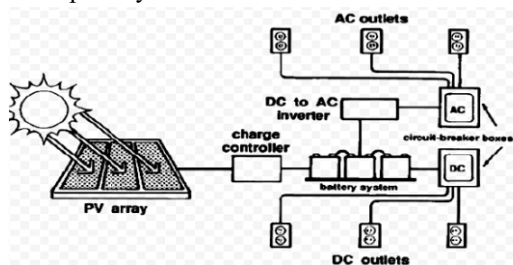 AC outlets
DC to AC
inverter
AC
circuit-breaker boxes
charge
controller
DC
battery system
PV array
DC outlets